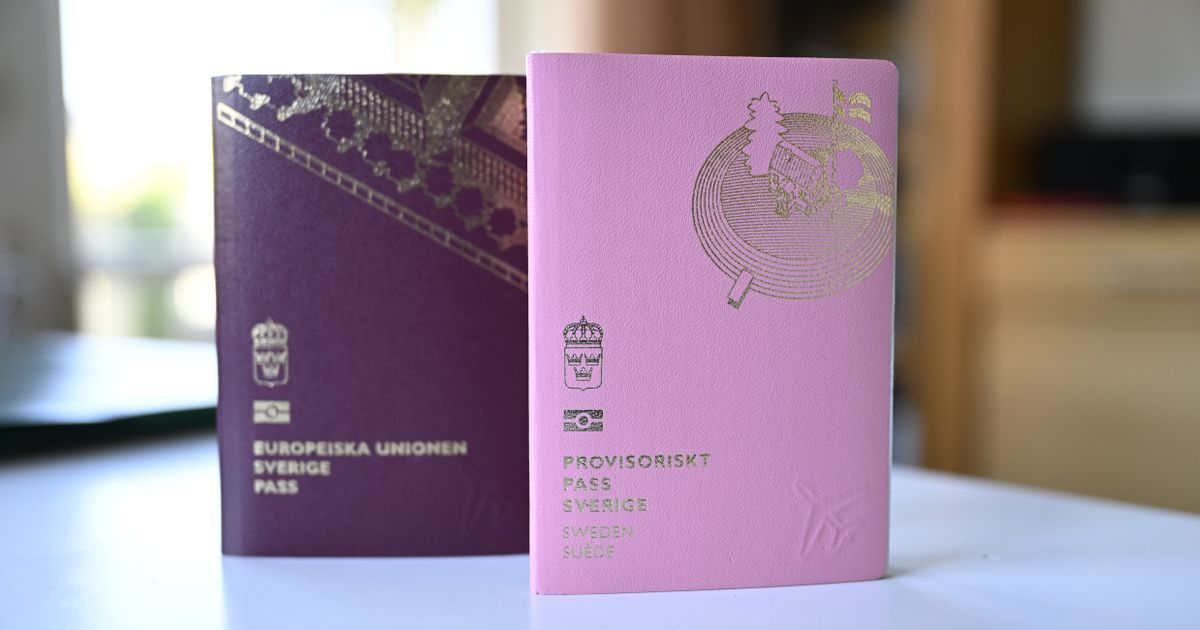 EUROPEISKA UNIONEN
SVERIGE
PASS
PROVISORISKT
PASS
SVERIGE
SWEDEN
SUÈDE